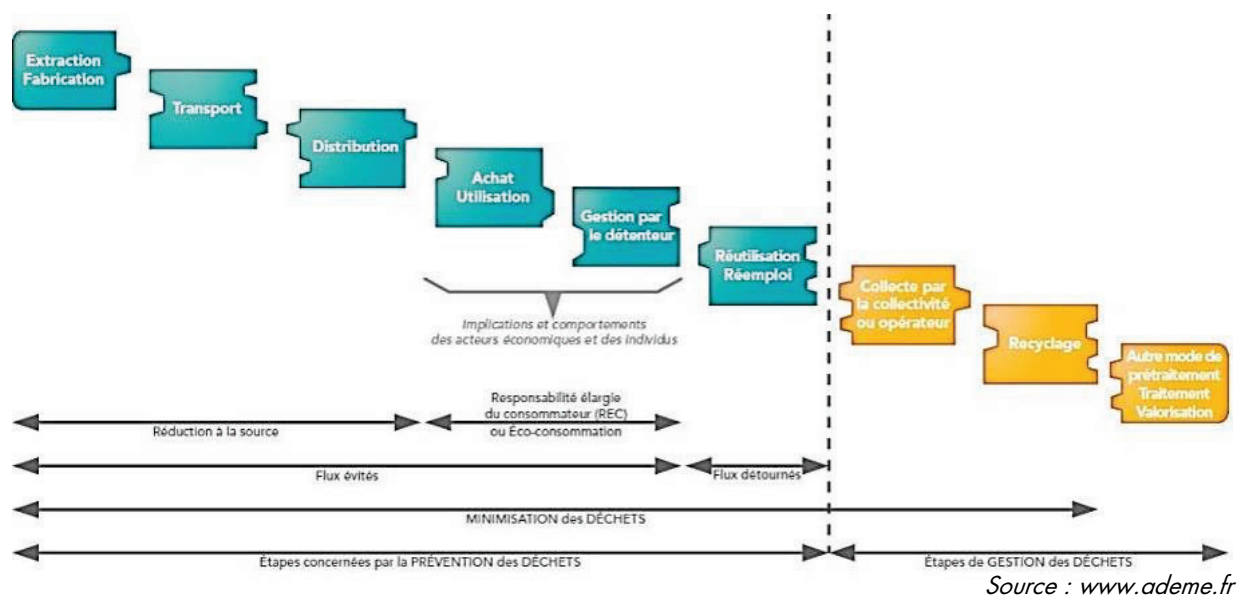 Extraction
Fabrication
Transport
Distribution
Achat
Utilisation
Gestion par
le détenteur
Réutilisation
Réemploi
Collecte par
la collectivité
ou opérateur
Recyclage
Autre mode de
prétraitement
Traitement
Valorisation
Implications et comportements
des acteurs économiques et des individus
Responsabilité élargie
du consommateur (REC)
ou Éco-consommation
Réduction à la source
Flux évités
Flux détournés
MINIMISATION des DÉCHETS
Étapes concernées par la PRÉVENTION des DÉCHETS
Étapes de GESTION des DÉCHETS
Source : www.ademe.fr